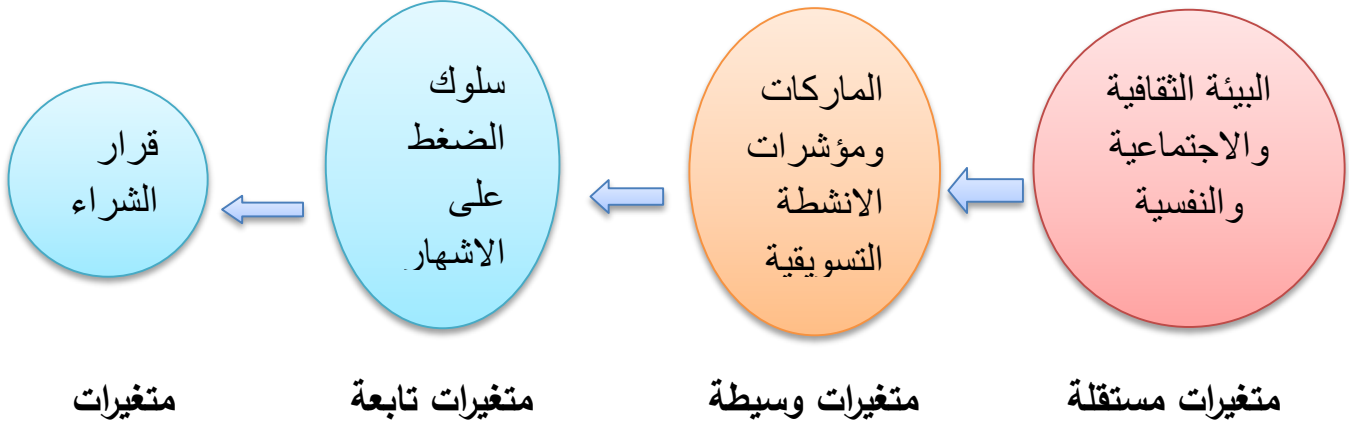 البيئة الثقافية
والاجتماعية
والنفسية
الماركات
ومؤشرات
الانشطة
التسويقية
سلوك
الضغط
على
الاشهار
قرار
الشراء
متغيرات مستقلة
متغيرات وسيطة
متغيرات تابعة
متغيرات